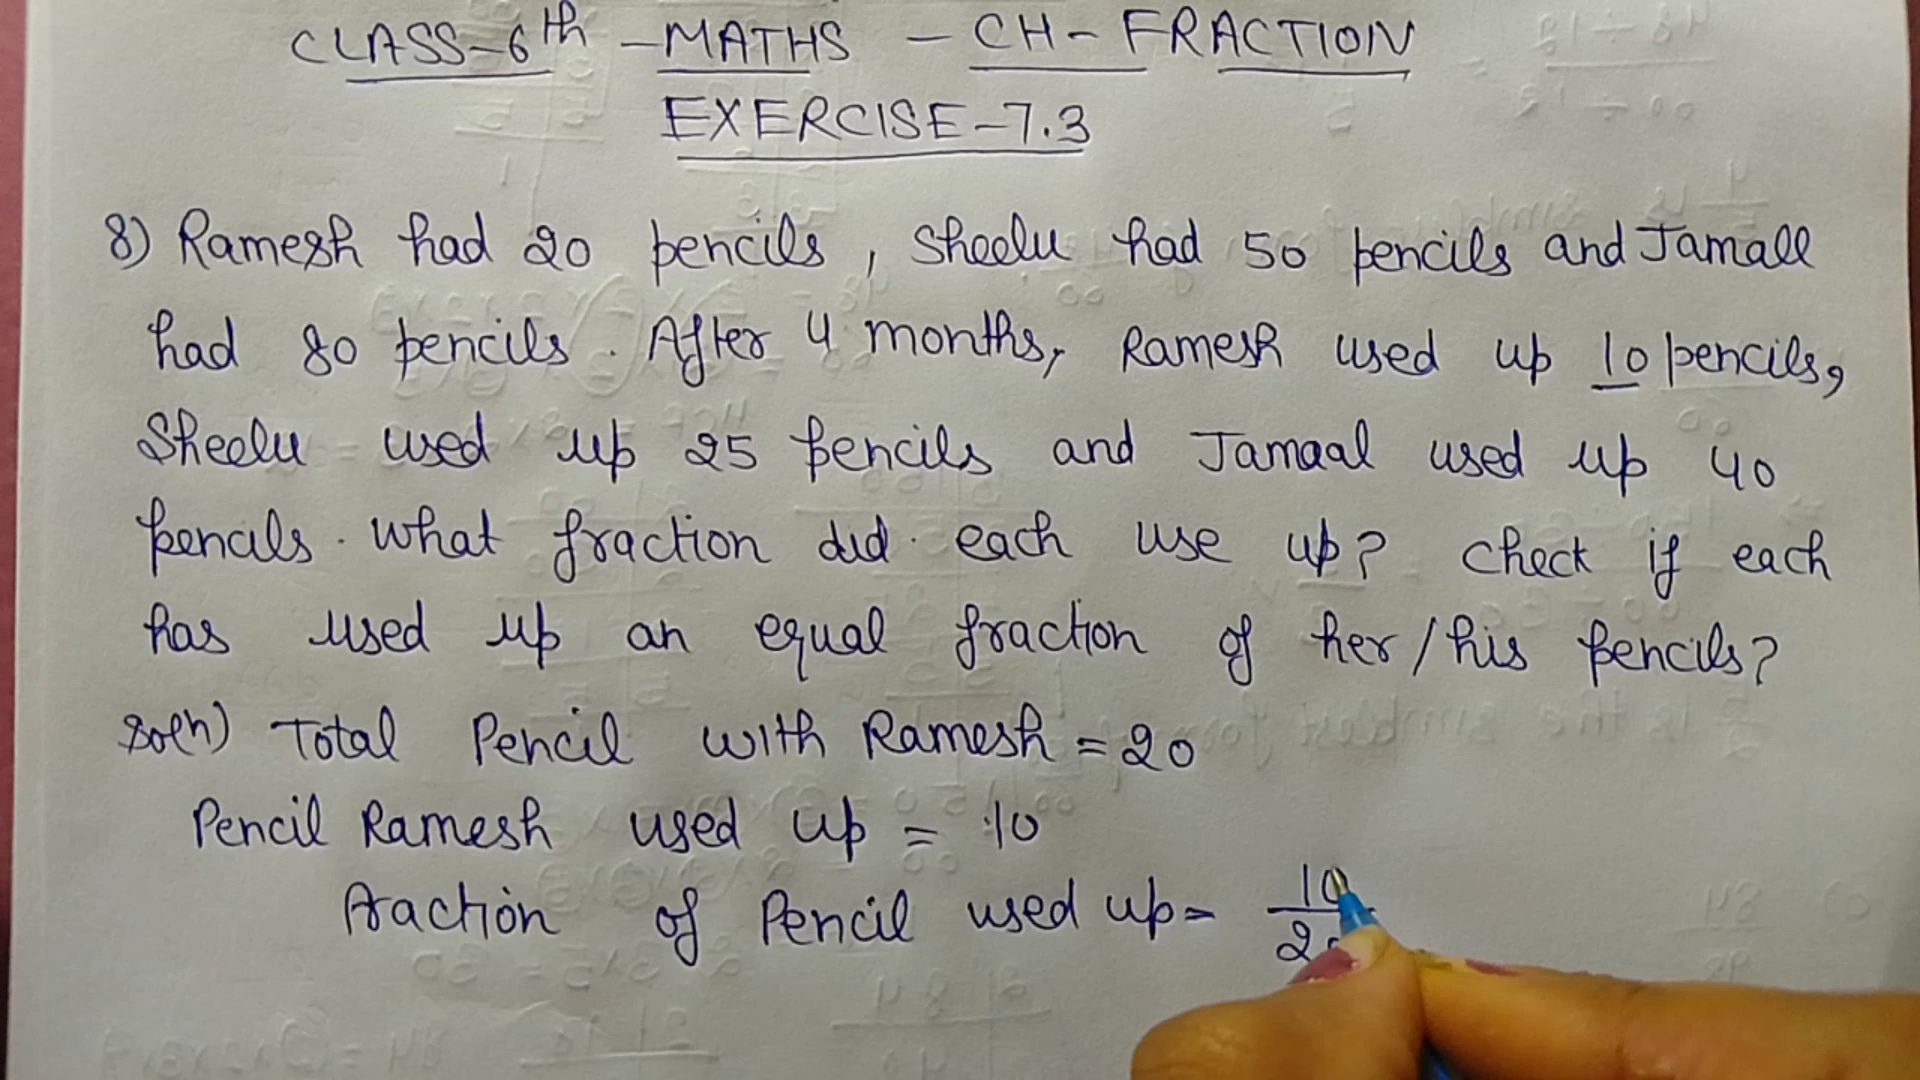 CLASS-6th - MATHS - CH- FRACTION
EXERCISE-7.3
8) Ramesh had 20 pencils, Sheelu had 50 pencils and Jamall
had 80 pencils. After 4 months, Ramesh used up 10 pencils,
Sheelu used up 25 pencils and Jamaal used up 40
pencils. What fraction did each use up? Check if each
has used up an equal fraction of her/his pencils?
Soln) Total Pencil with Ramesh = 20
Pencil Ramesh used up = 10
Fraction of Pencil used up = 10/20